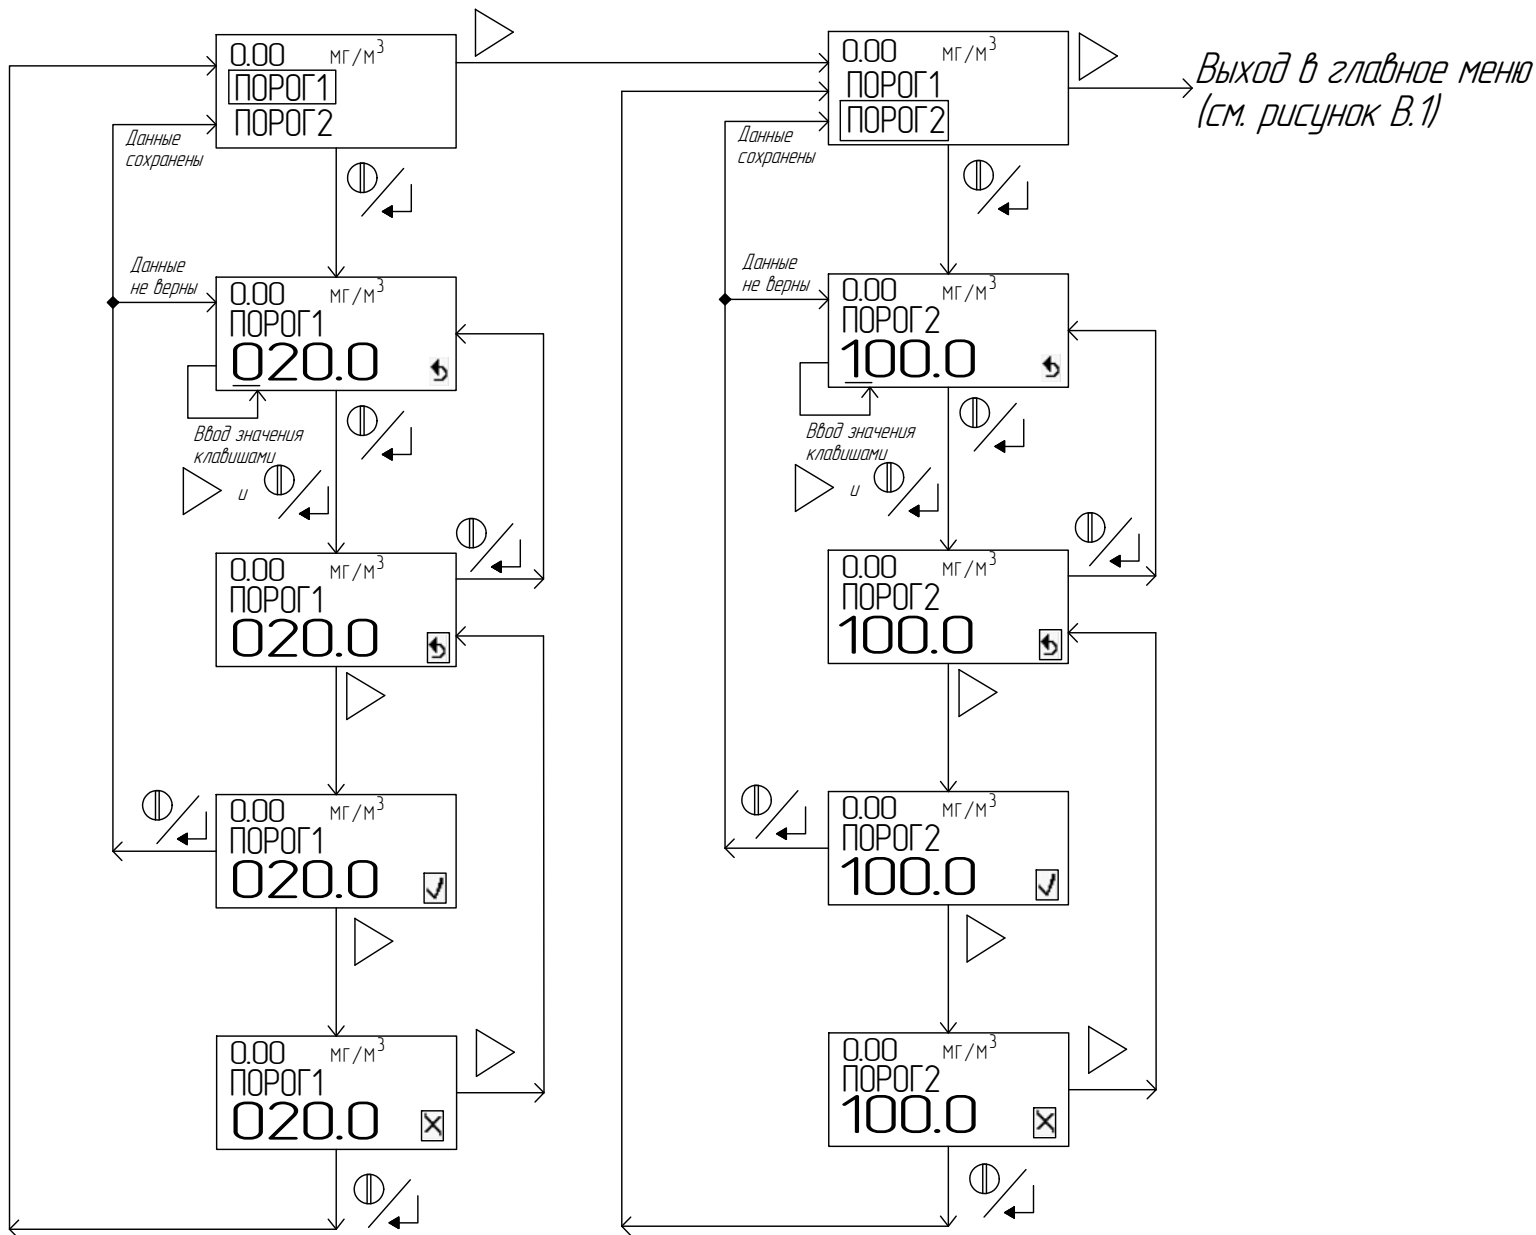 0.00 мг/м³
ПОРОГ1
ПОРОГ2
Данные
сохранены
Данные
не верны
0.00 мг/м³
ПОРОГ1
020.0
Ввод значения
клавишами
и
0.00 мг/м³
ПОРОГ1
020.0
0.00 мг/м³
ПОРОГ1
020.0
0.00 мг/м³
ПОРОГ1
020.0
0.00 мг/м³
ПОРОГ1
ПОРОГ2
Данные
сохранены
Данные
не верны
0.00 мг/м³
ПОРОГ2
100.0
Ввод значения
клавишами
и
0.00 мг/м³
ПОРОГ2
100.0
0.00 мг/м³
ПОРОГ2
100.0
0.00 мг/м³
ПОРОГ2
100.0
Выход в главное меню
(см. рисунок В.1)